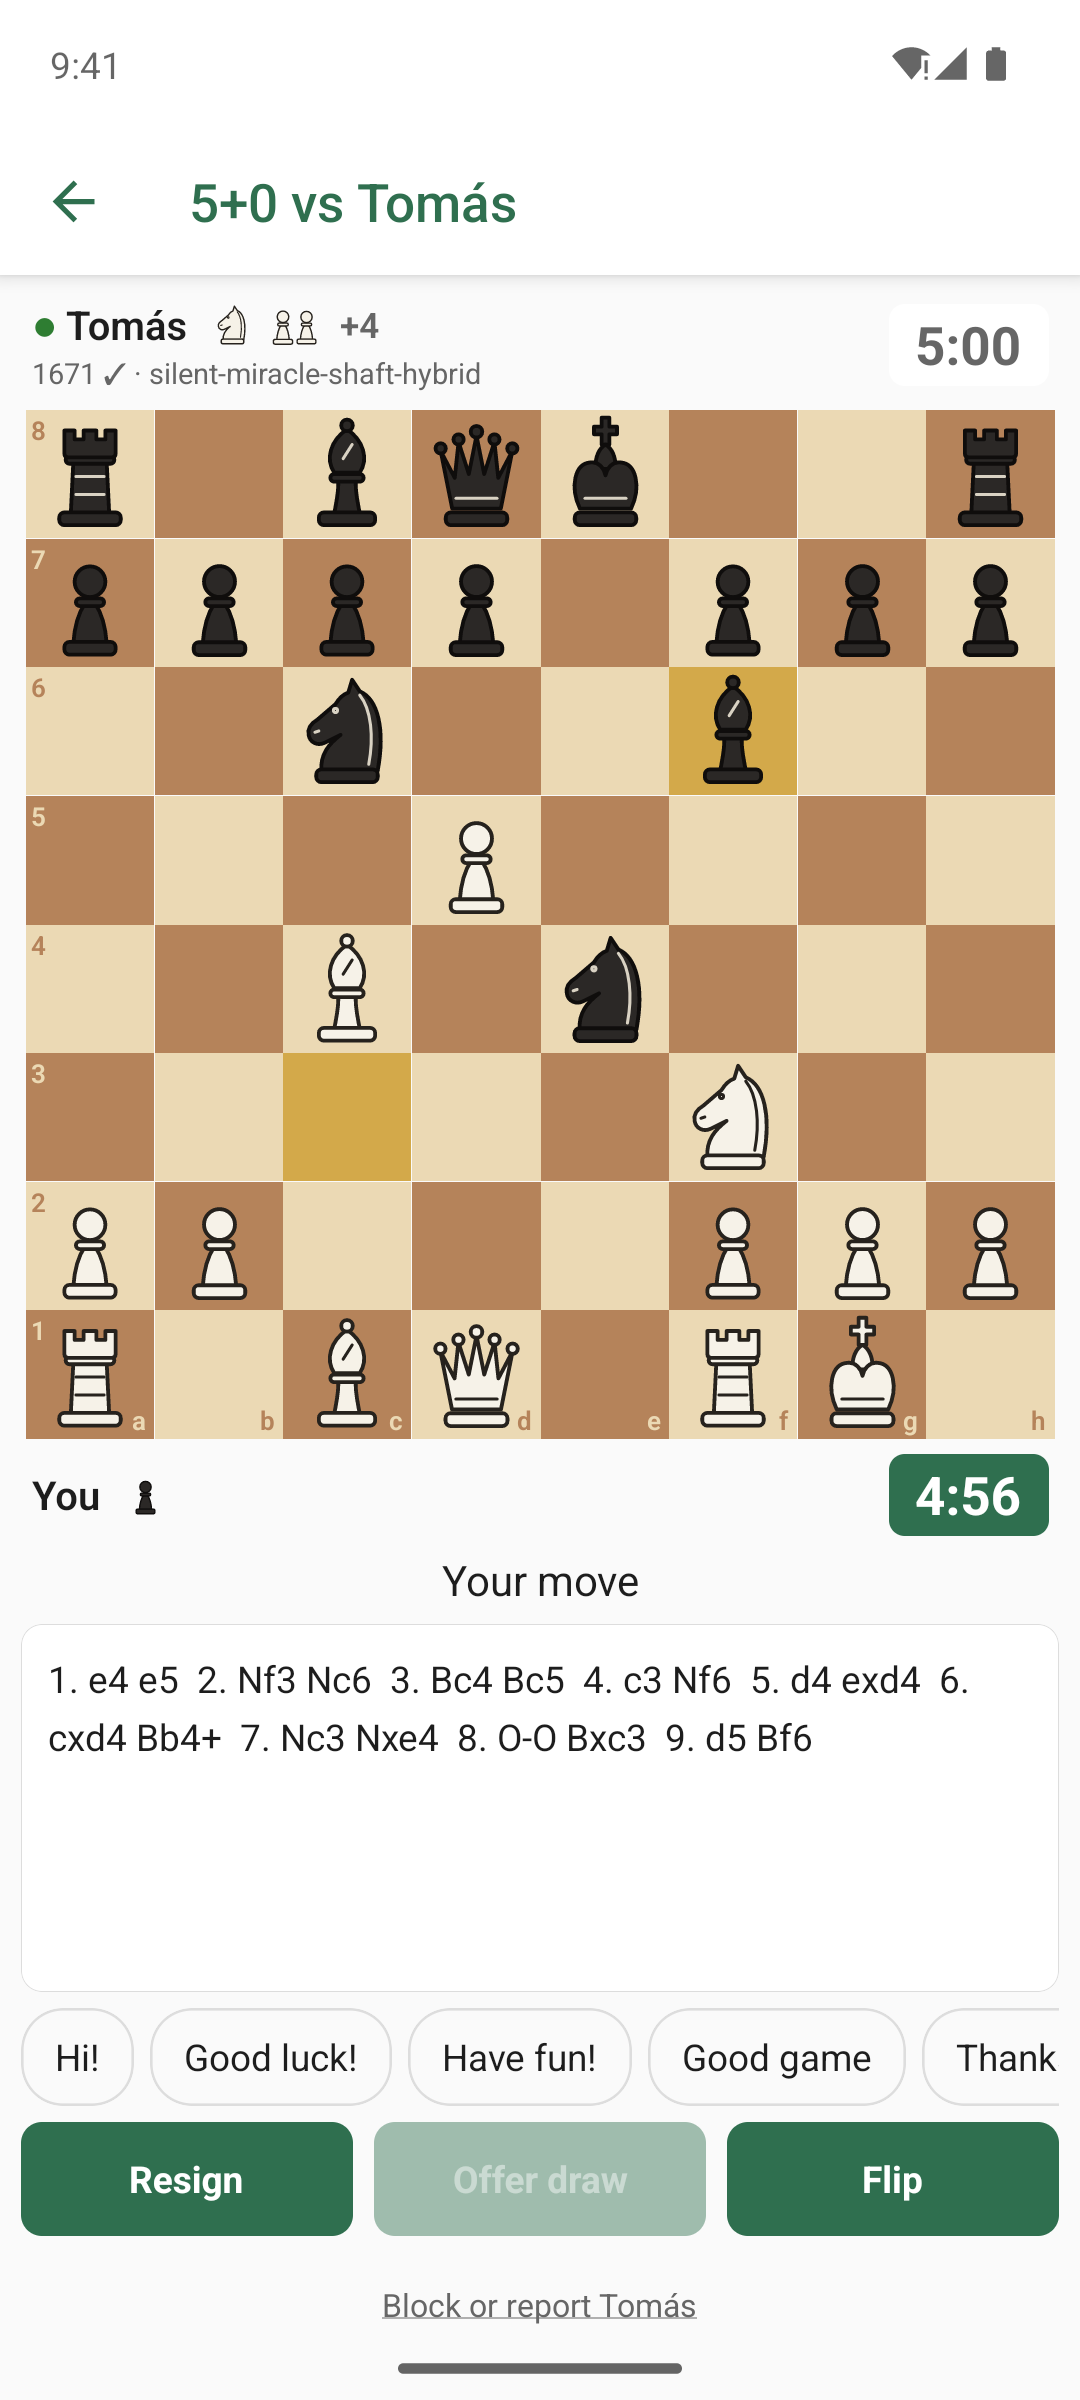 9:41
5+0 vs Tomás
Tomás +4
5:00
1671 ✓ · silent-miracle-shaft-hybrid
8
7
6
5
4
3
2
1
a b c d e f g h
You
4:56
Your move
1. e4 e5 2. Nf3 Nc6 3. Bc4 Bc5 4. c3 Nf6 5. d4 exd4 6.
cxd4 Bb4+ 7. Nc3 Nxe4 8. O-O Bxc3 9. d5 Bf6
Hi! Good luck! Have fun! Good game Thank
Resign Offer draw Flip
Block or report Tomás